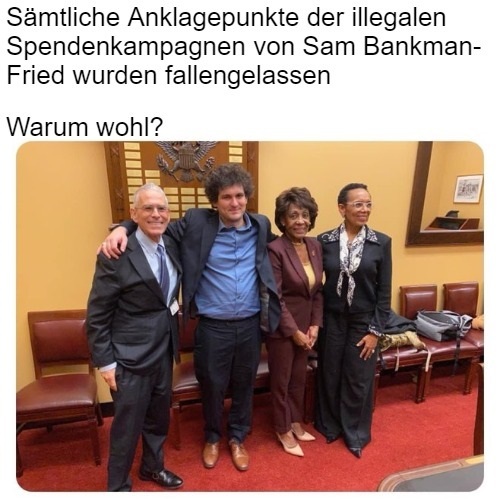 Sämtliche Anklagepunkte der illegalen
Spendenkampagnen von Sam Bankman-
Fried wurden fallengelassen
Warum wohl?